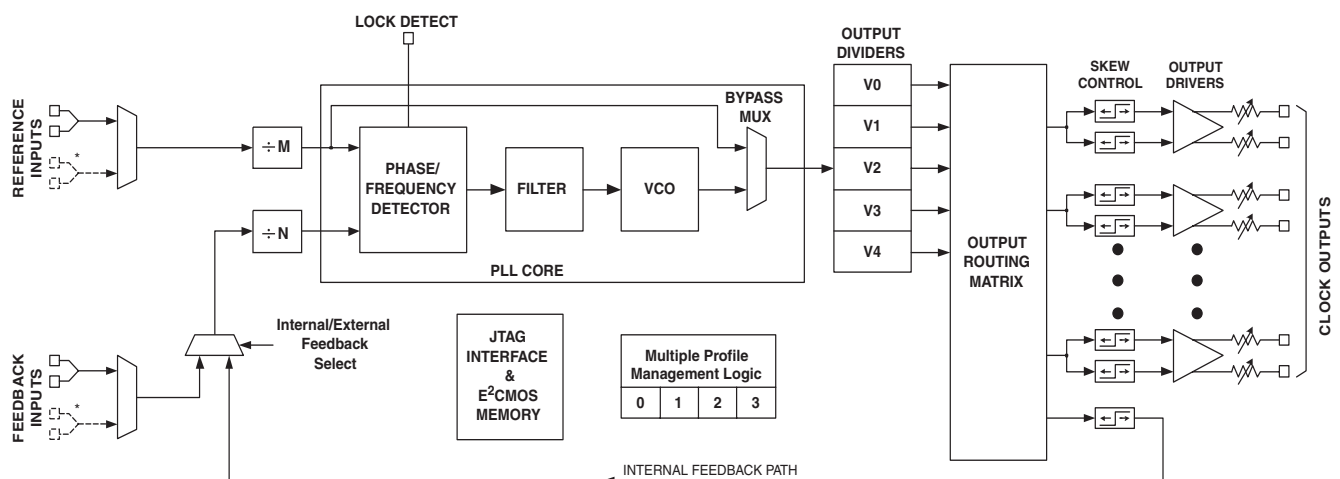 LOCK DETECT
OUTPUT
DIVIDERS
SKEW
CONTROL
OUTPUT
DRIVERS
REFERENCE
INPUTS
*
÷M
÷N
PHASE/
FREQUENCY
DETECTOR
FILTER
VCO
BYPASS
MUX
PLL CORE
V0
V1
V2
V3
V4
OUTPUT
ROUTING
MATRIX
CLOCK OUTPUTS
Internal/External
Feedback
Select
FEEDBACK
INPUTS
*
JTAG
INTERFACE
&
E²CMOS
MEMORY
Multiple Profile
Management Logic
0 1 2 3
INTERNAL FEEDBACK PATH